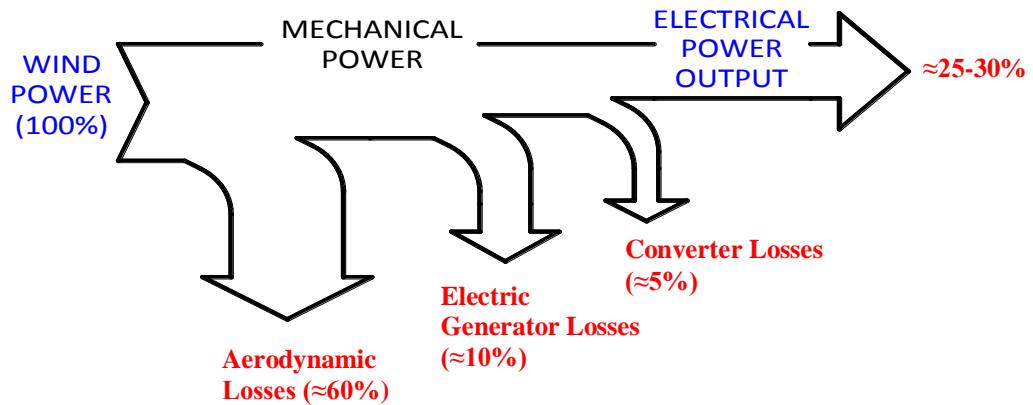 WIND
POWER
(100%)
MECHANICAL
POWER
ELECTRICAL
POWER
OUTPUT
≈25-30%
Converter Losses
(≈5%)
Electric
Generator Losses
(≈10%)
Aerodynamic
Losses (≈60%)